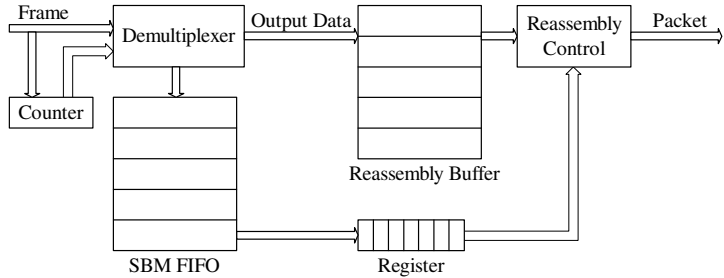 Frame
Demultiplexer
Output Data
Reassembly
Control
Packet
Counter
Reassembly Buffer
SBM FIFO
Register